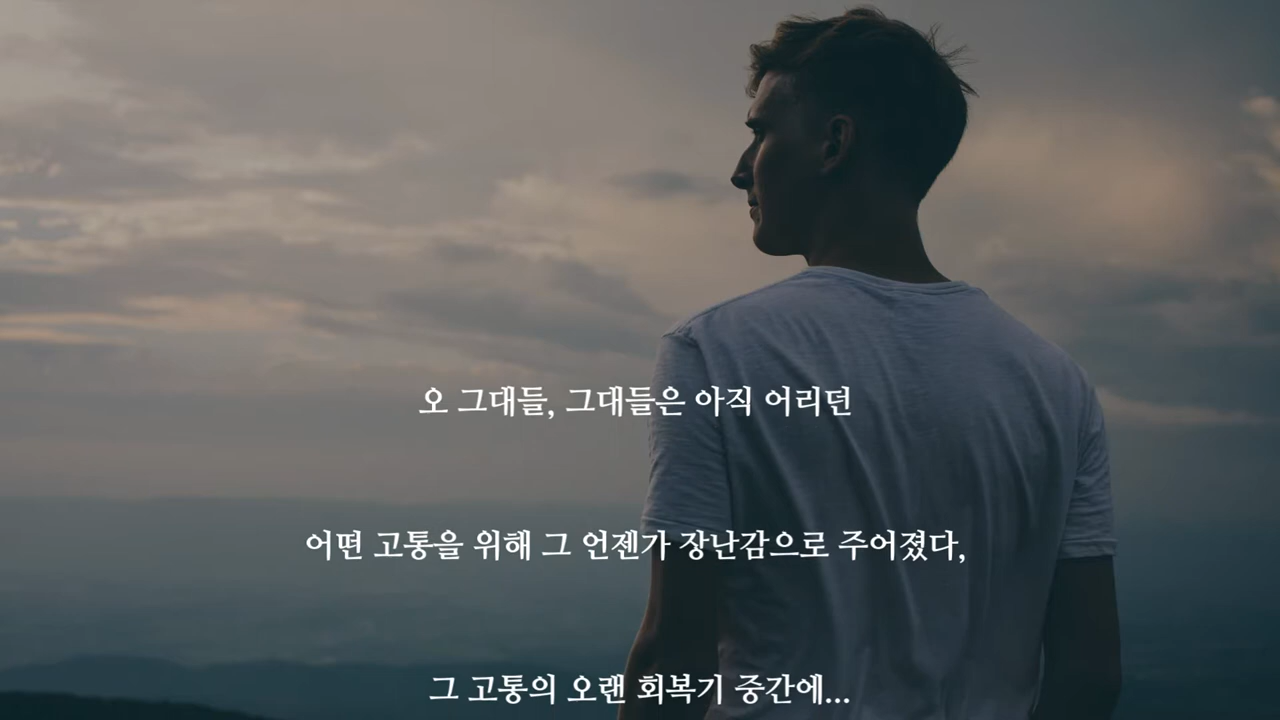 오 그대들, 그대들은 아직 어리던
어떤 고통을 위해 그 언젠가 장난감으로 주어졌다,
그 고통의 오랜 회복기 중간에...